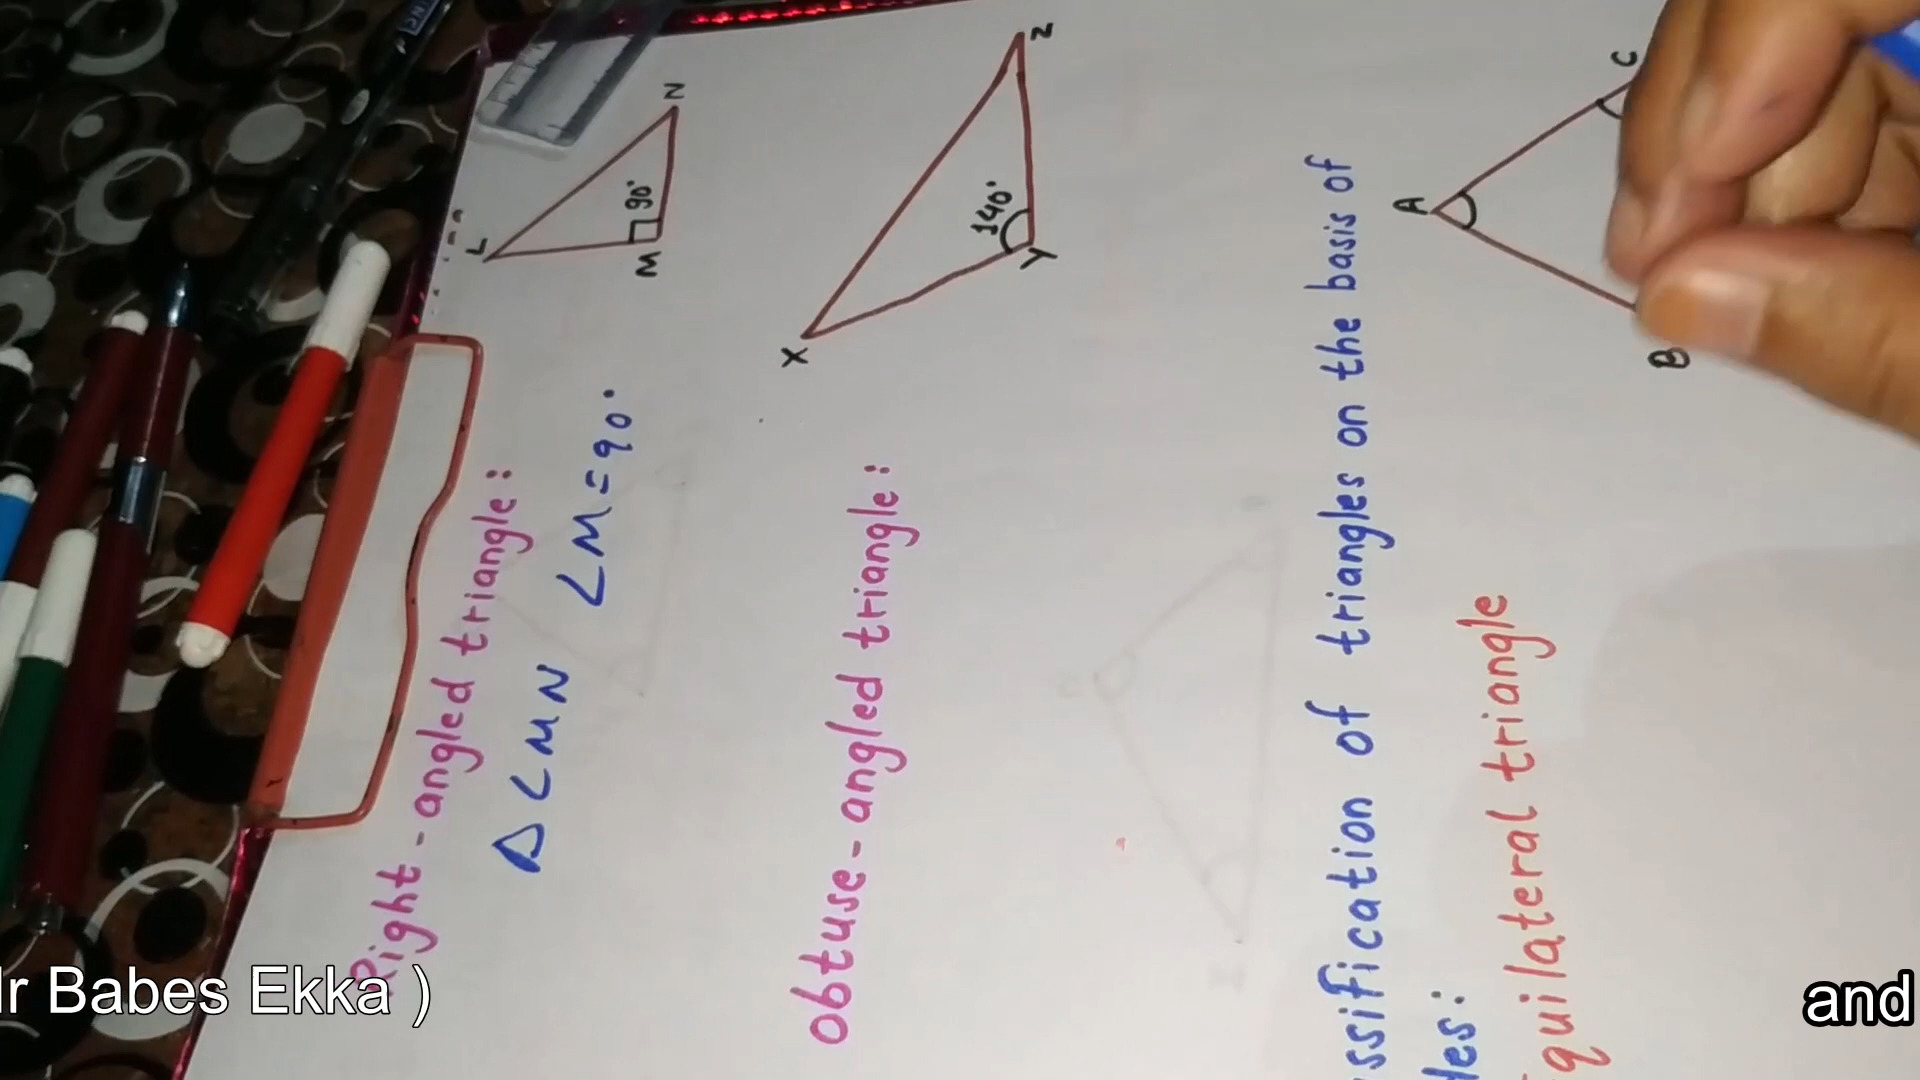 Right-angled triangle:
Δ LMN ∠M=90°
L
M
N
90°
Obtuse-angled triangle:
X
Y
Z
140°
ssification of triangles on the basis of
des:
quilateral triangle
A
B
C
Babes Ekka )
and